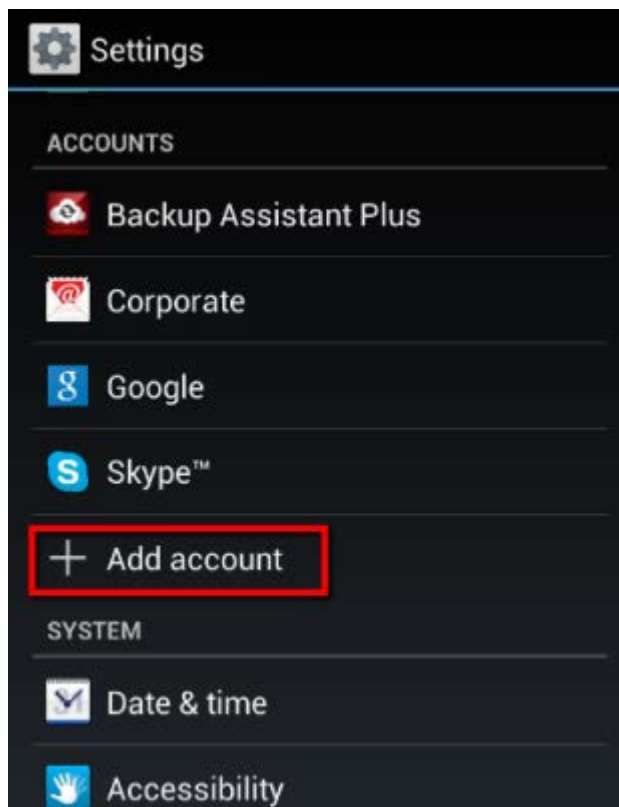 Settings
ACCOUNTS
Backup Assistant Plus
Corporate
Google
Skype™
Add account
SYSTEM
Date & time
Accessibility